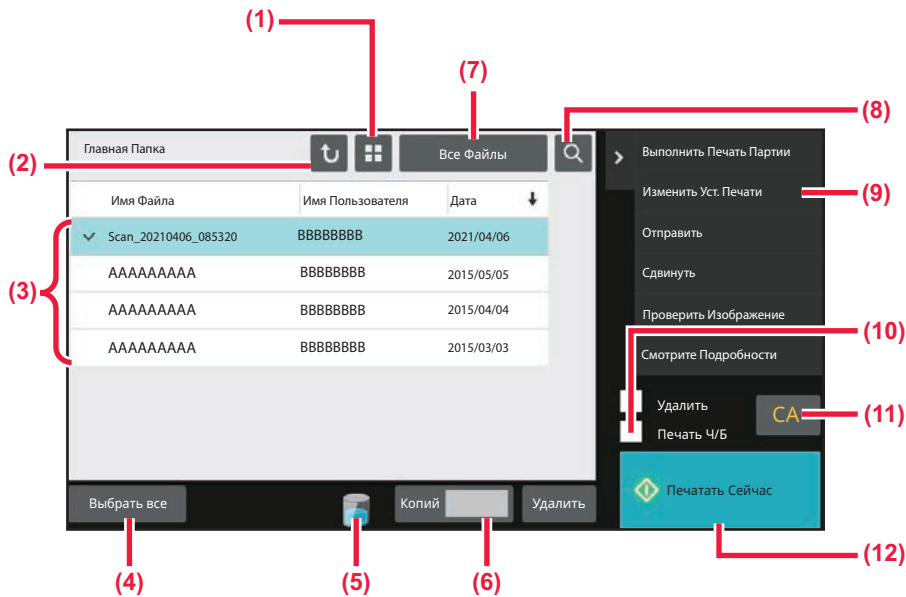 (1)
(7)
(8)
(2)
Главная Папка
Все Файлы
Имя Файла Имя Пользователя Дата
(3)
Scan_20210406_085320 BBBBBBBB 2021/04/06
AAAAAAAAA BBBBBBBB 2015/05/05
AAAAAAAAA BBBBBBBB 2015/04/04
AAAAAAAAA BBBBBBBB 2015/03/03
Выполнить Печать Партии
Изменить Уст. Печати
(9)
Отправить
Сдвинуть
Проверить Изображение
(10)
Смотрите Подробности
Удалить
CA
(11)
Печать Ч/Б
Выбрать все
Копий
Удалить
Печатать Сейчас
(4)
(5)
(6)
(12)